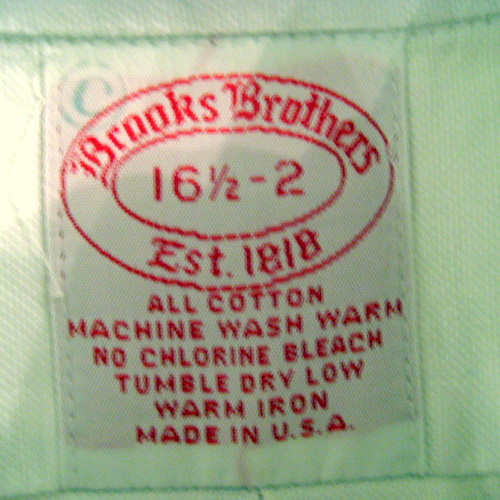 ©
Brooks Brothers
16½-2
Est. 1818
ALL COTTON
MACHINE WASH WARM
NO CHLORINE BLEACH
TUMBLE DRY LOW
WARM IRON
MADE IN U.S.A.